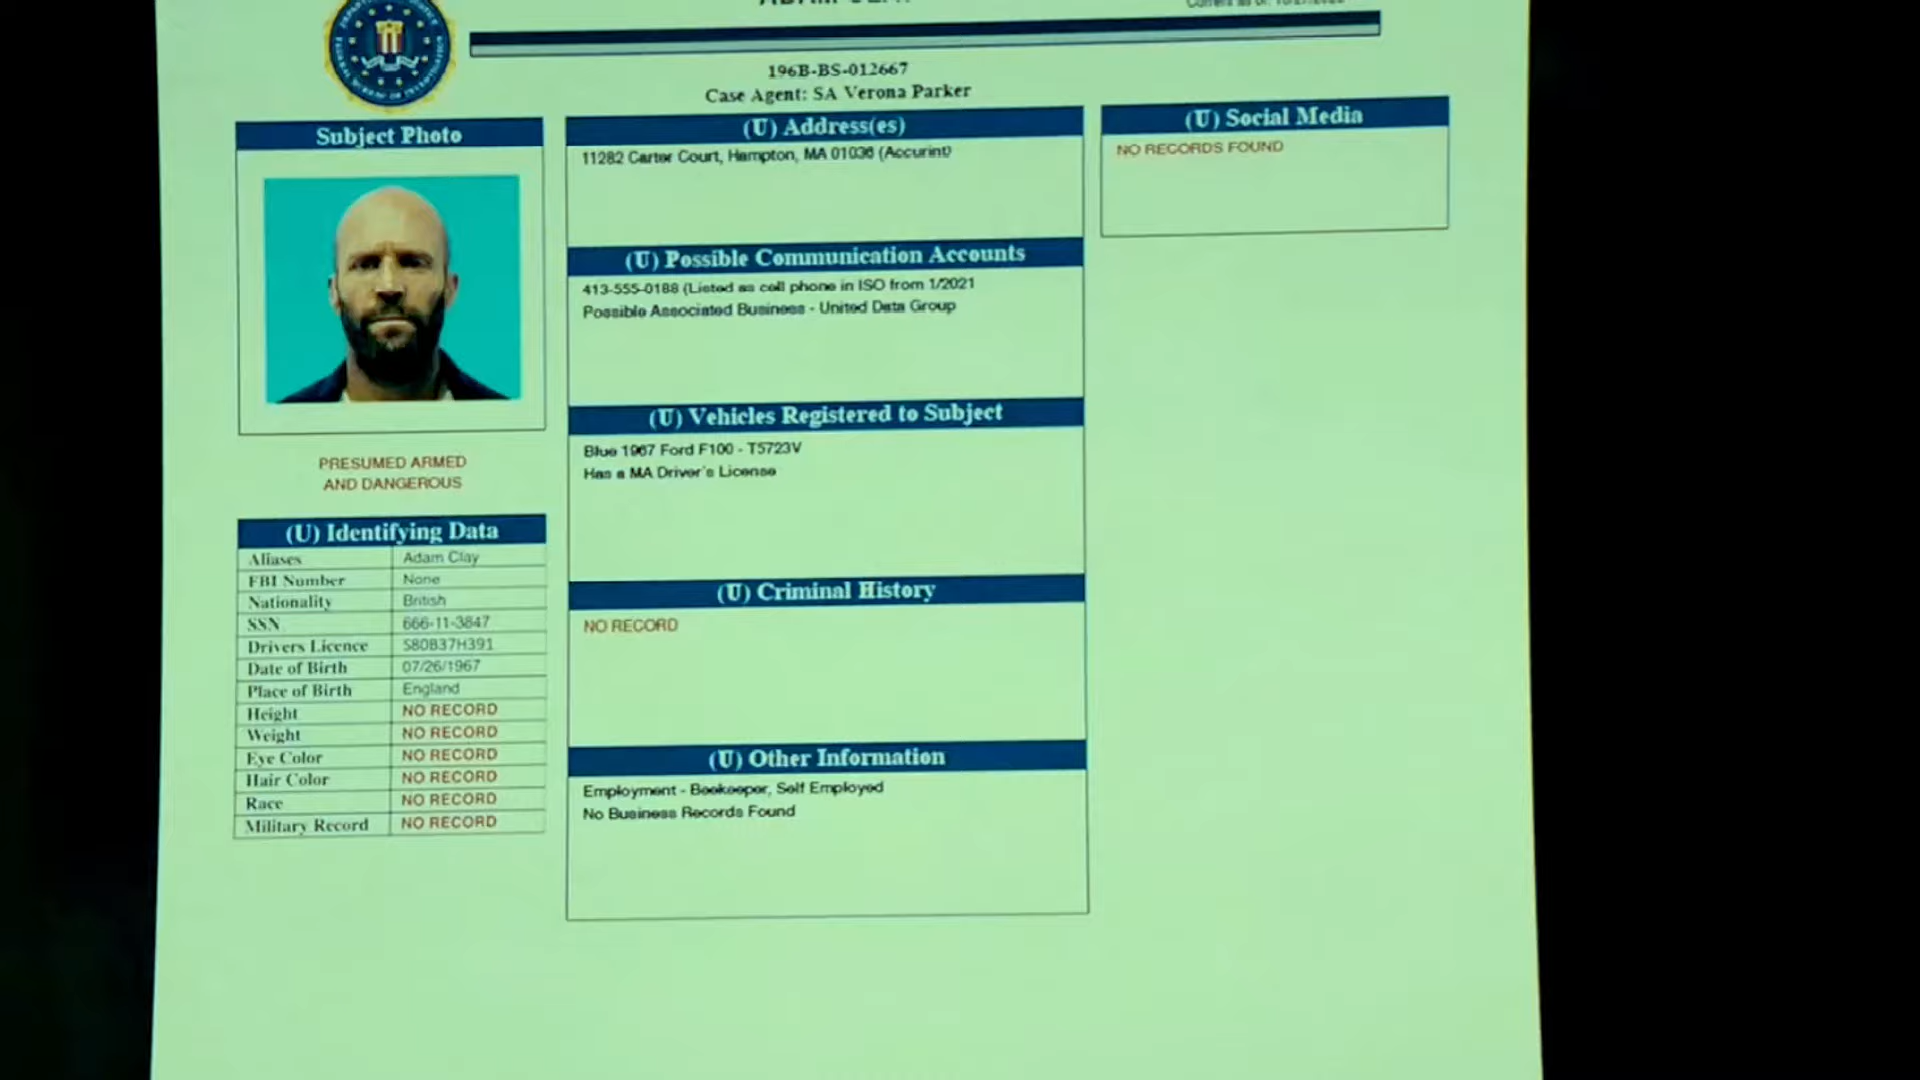 196B-BS-012667
Case Agent: SA Verona Parker
Subject Photo
PRESUMED ARMED
AND DANGEROUS
(U) Identifying Data
Aliases Adam Clay
FBI Number None
Nationality British
SSN 666-11-3847
Drivers Licence S80B37H391
Date of Birth 07/26/1967
Place of Birth England
Height NO RECORD
Weight NO RECORD
Eye Color NO RECORD
Hair Color NO RECORD
Race NO RECORD
Military Record NO RECORD
(U) Address(es)
11282 Carter Court, Hampton, MA 01036 (Accurint)
(U) Possible Communication Accounts
413-555-0188 (Listed as cell phone in ISO from 1/2021
Possible Associated Business - United Data Group
(U) Vehicles Registered to Subject
Blue 1967 Ford F100 - T5723V
Has a MA Driver's License
(U) Criminal History
NO RECORD
(U) Other Information
Employment - Beekeeper, Self Employed
No Business Records Found
(U) Social Media
NO RECORDS FOUND